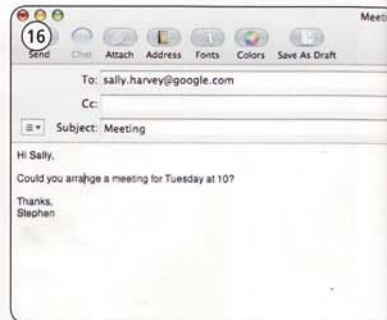 Meeti
16
Send Chat Attach Address Fonts Colors Save As Draft
To: sally.harvey@google.com
Cc:
Subject: Meeting
Hi Sally,
Could you arrange a meeting for Tuesday at 10?
Thanks,
Stephen